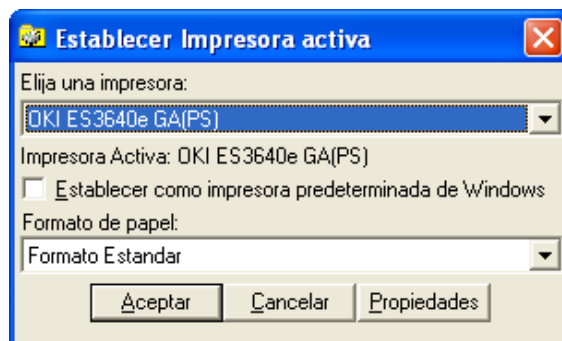 Establecer Impresora activa
Elija una impresora:
OKI ES3640e GA(PS)
Impresora Activa: OKI ES3640e GA(PS)
Establecer como impresora predeterminada de Windows
Formato de papel:
Formato Estandar
Aceptar Cancelar Propiedades